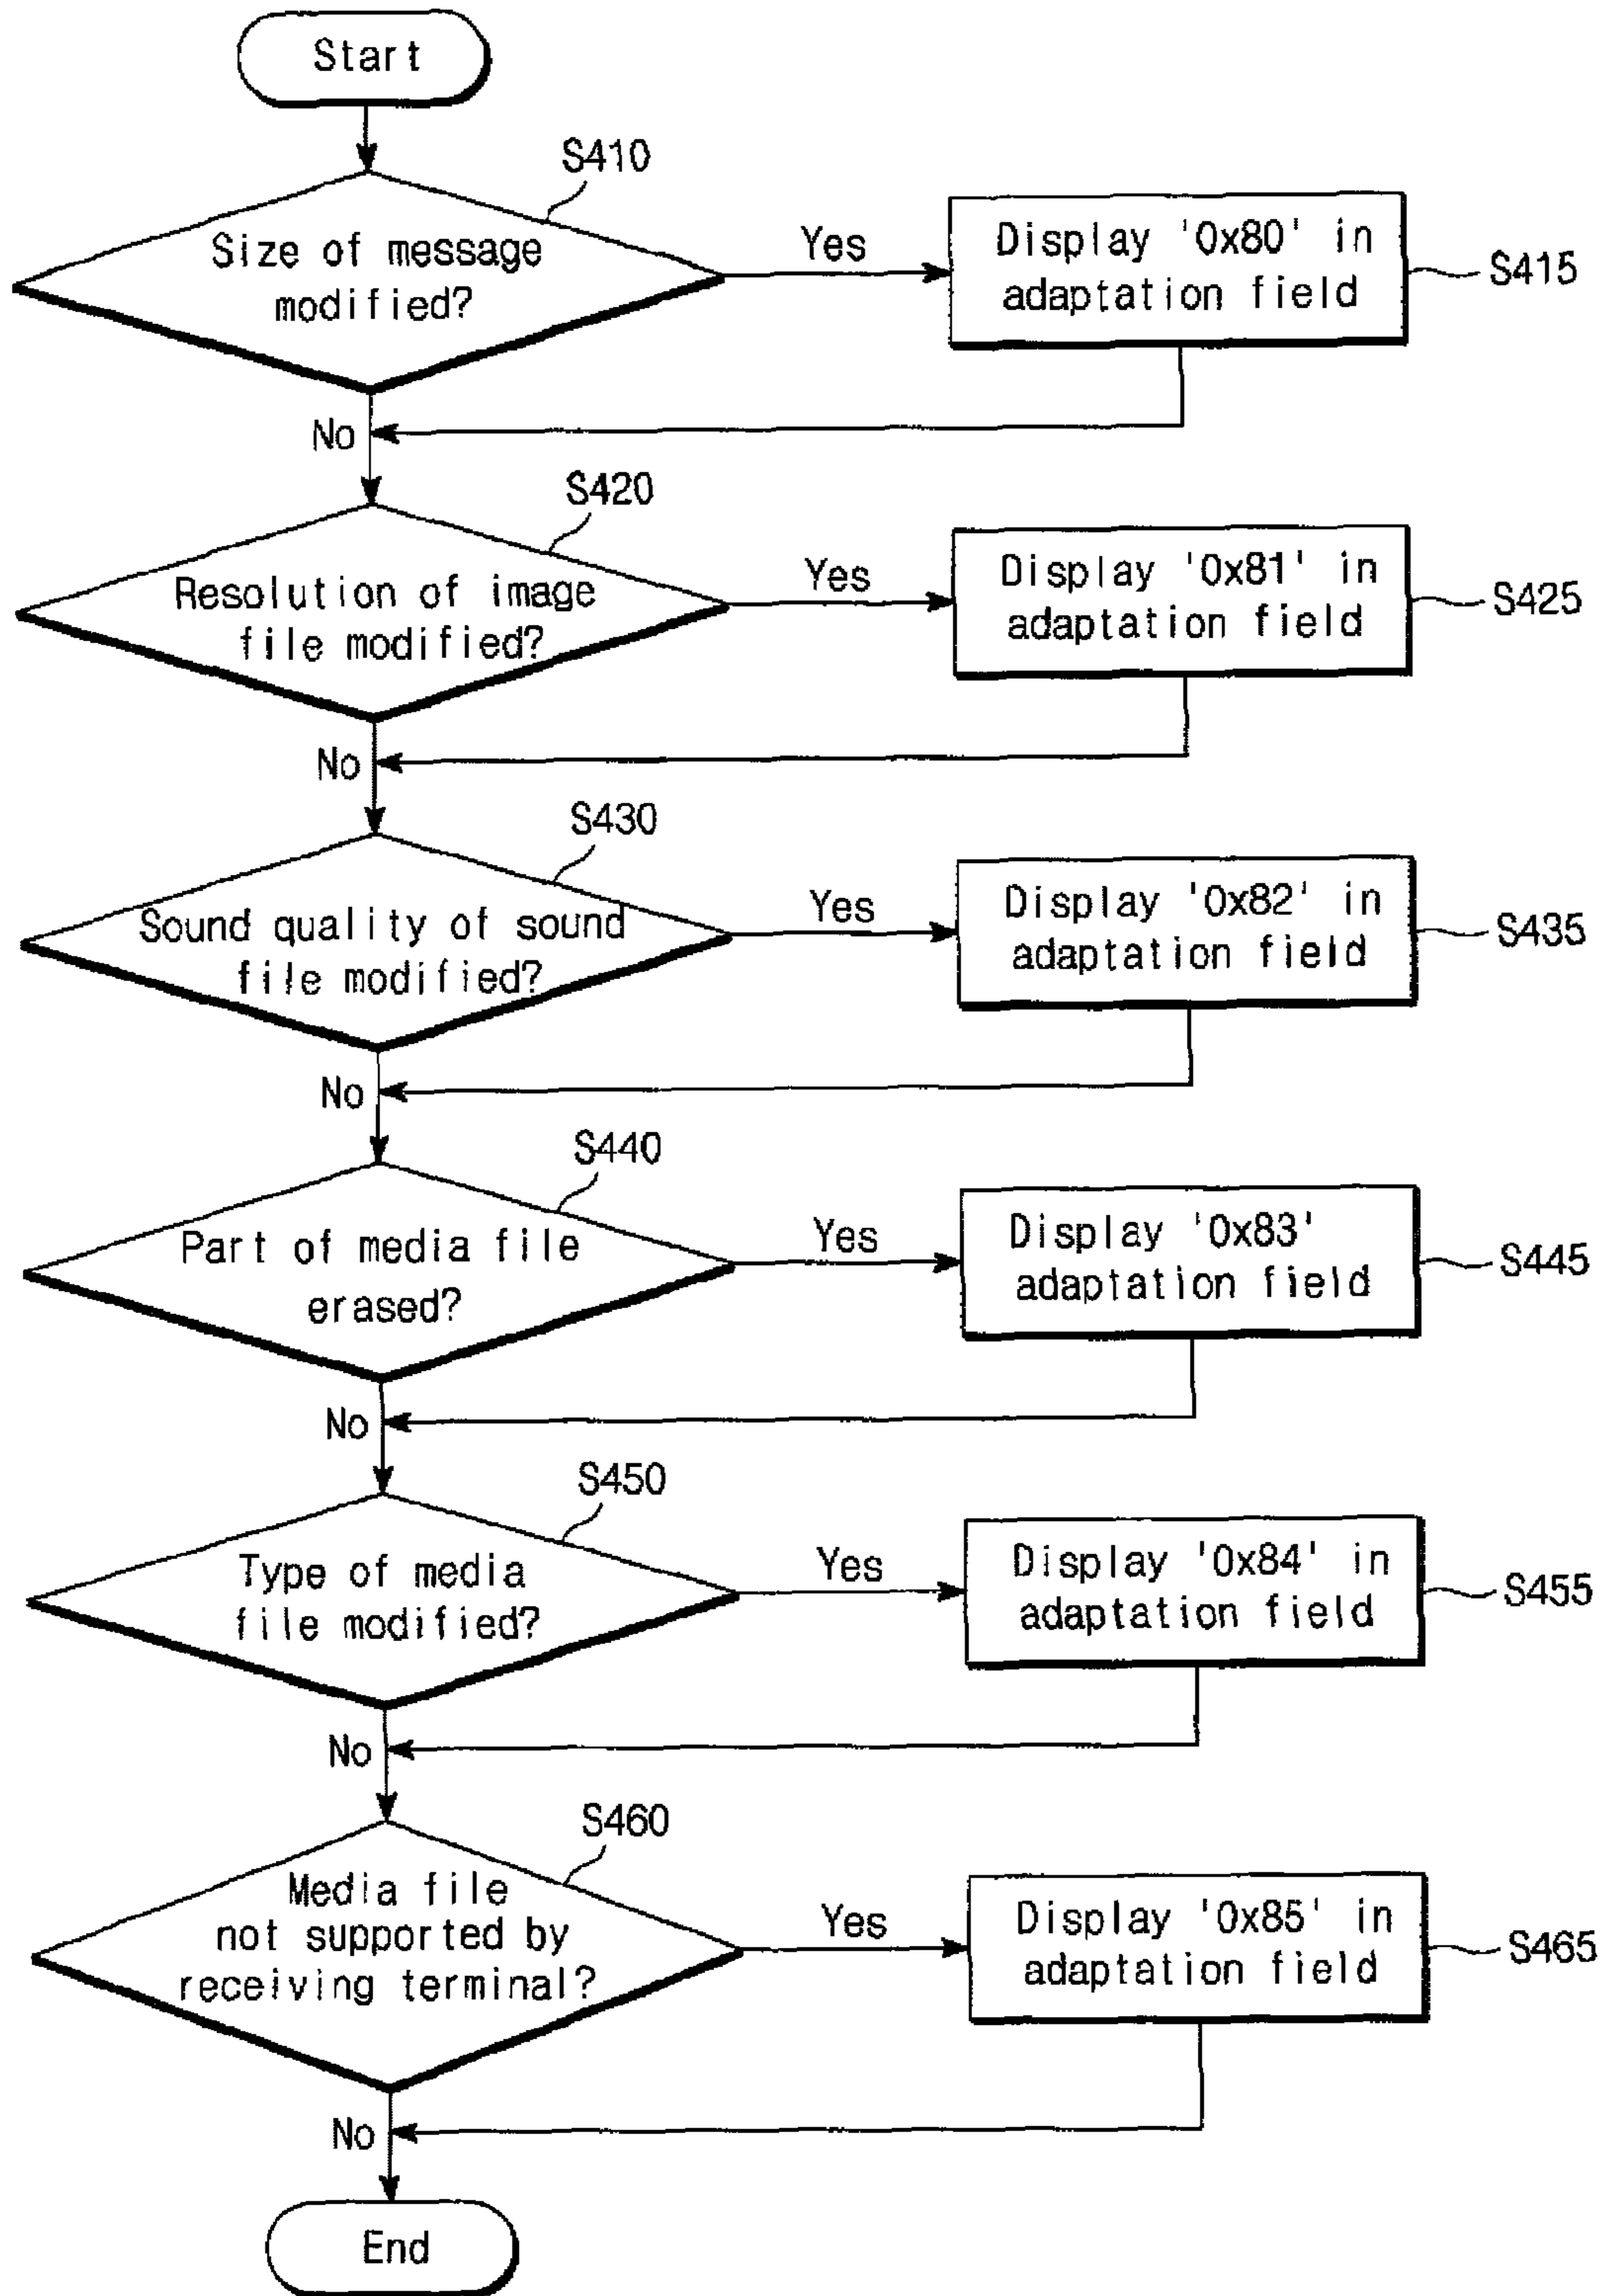 Start
S410
Size of message
modified?
Yes
Display '0x80' in
adaptation field
S415
No
S420
Resolution of image
file modified?
Yes
Display '0x81' in
adaptation field
S425
No
S430
Sound quality of sound
file modified?
Yes
Display '0x82' in
adaptation field
S435
No
S440
Part of media file
erased?
Yes
Display '0x83'
adaptation field
S445
No
S450
Type of media
file modified?
Yes
Display '0x84' in
adaptation field
S455
No
S460
Media file
not supported by
receiving terminal?
Yes
Display '0x85' in
adaptation field
S465
No
End